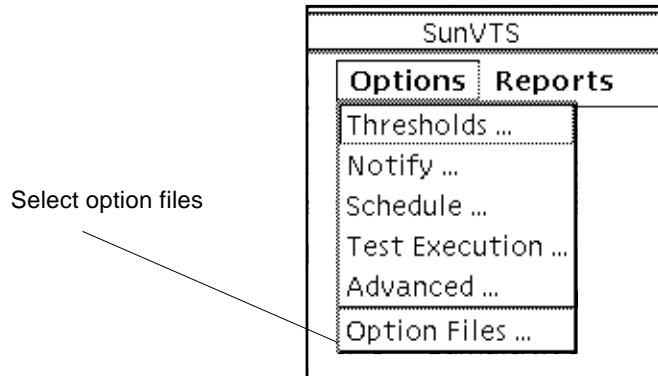 SunVTS
Options Reports
Thresholds ...
Notify ...
Schedule ...
Test Execution ...
Advanced ...
Option Files ...
Select option files